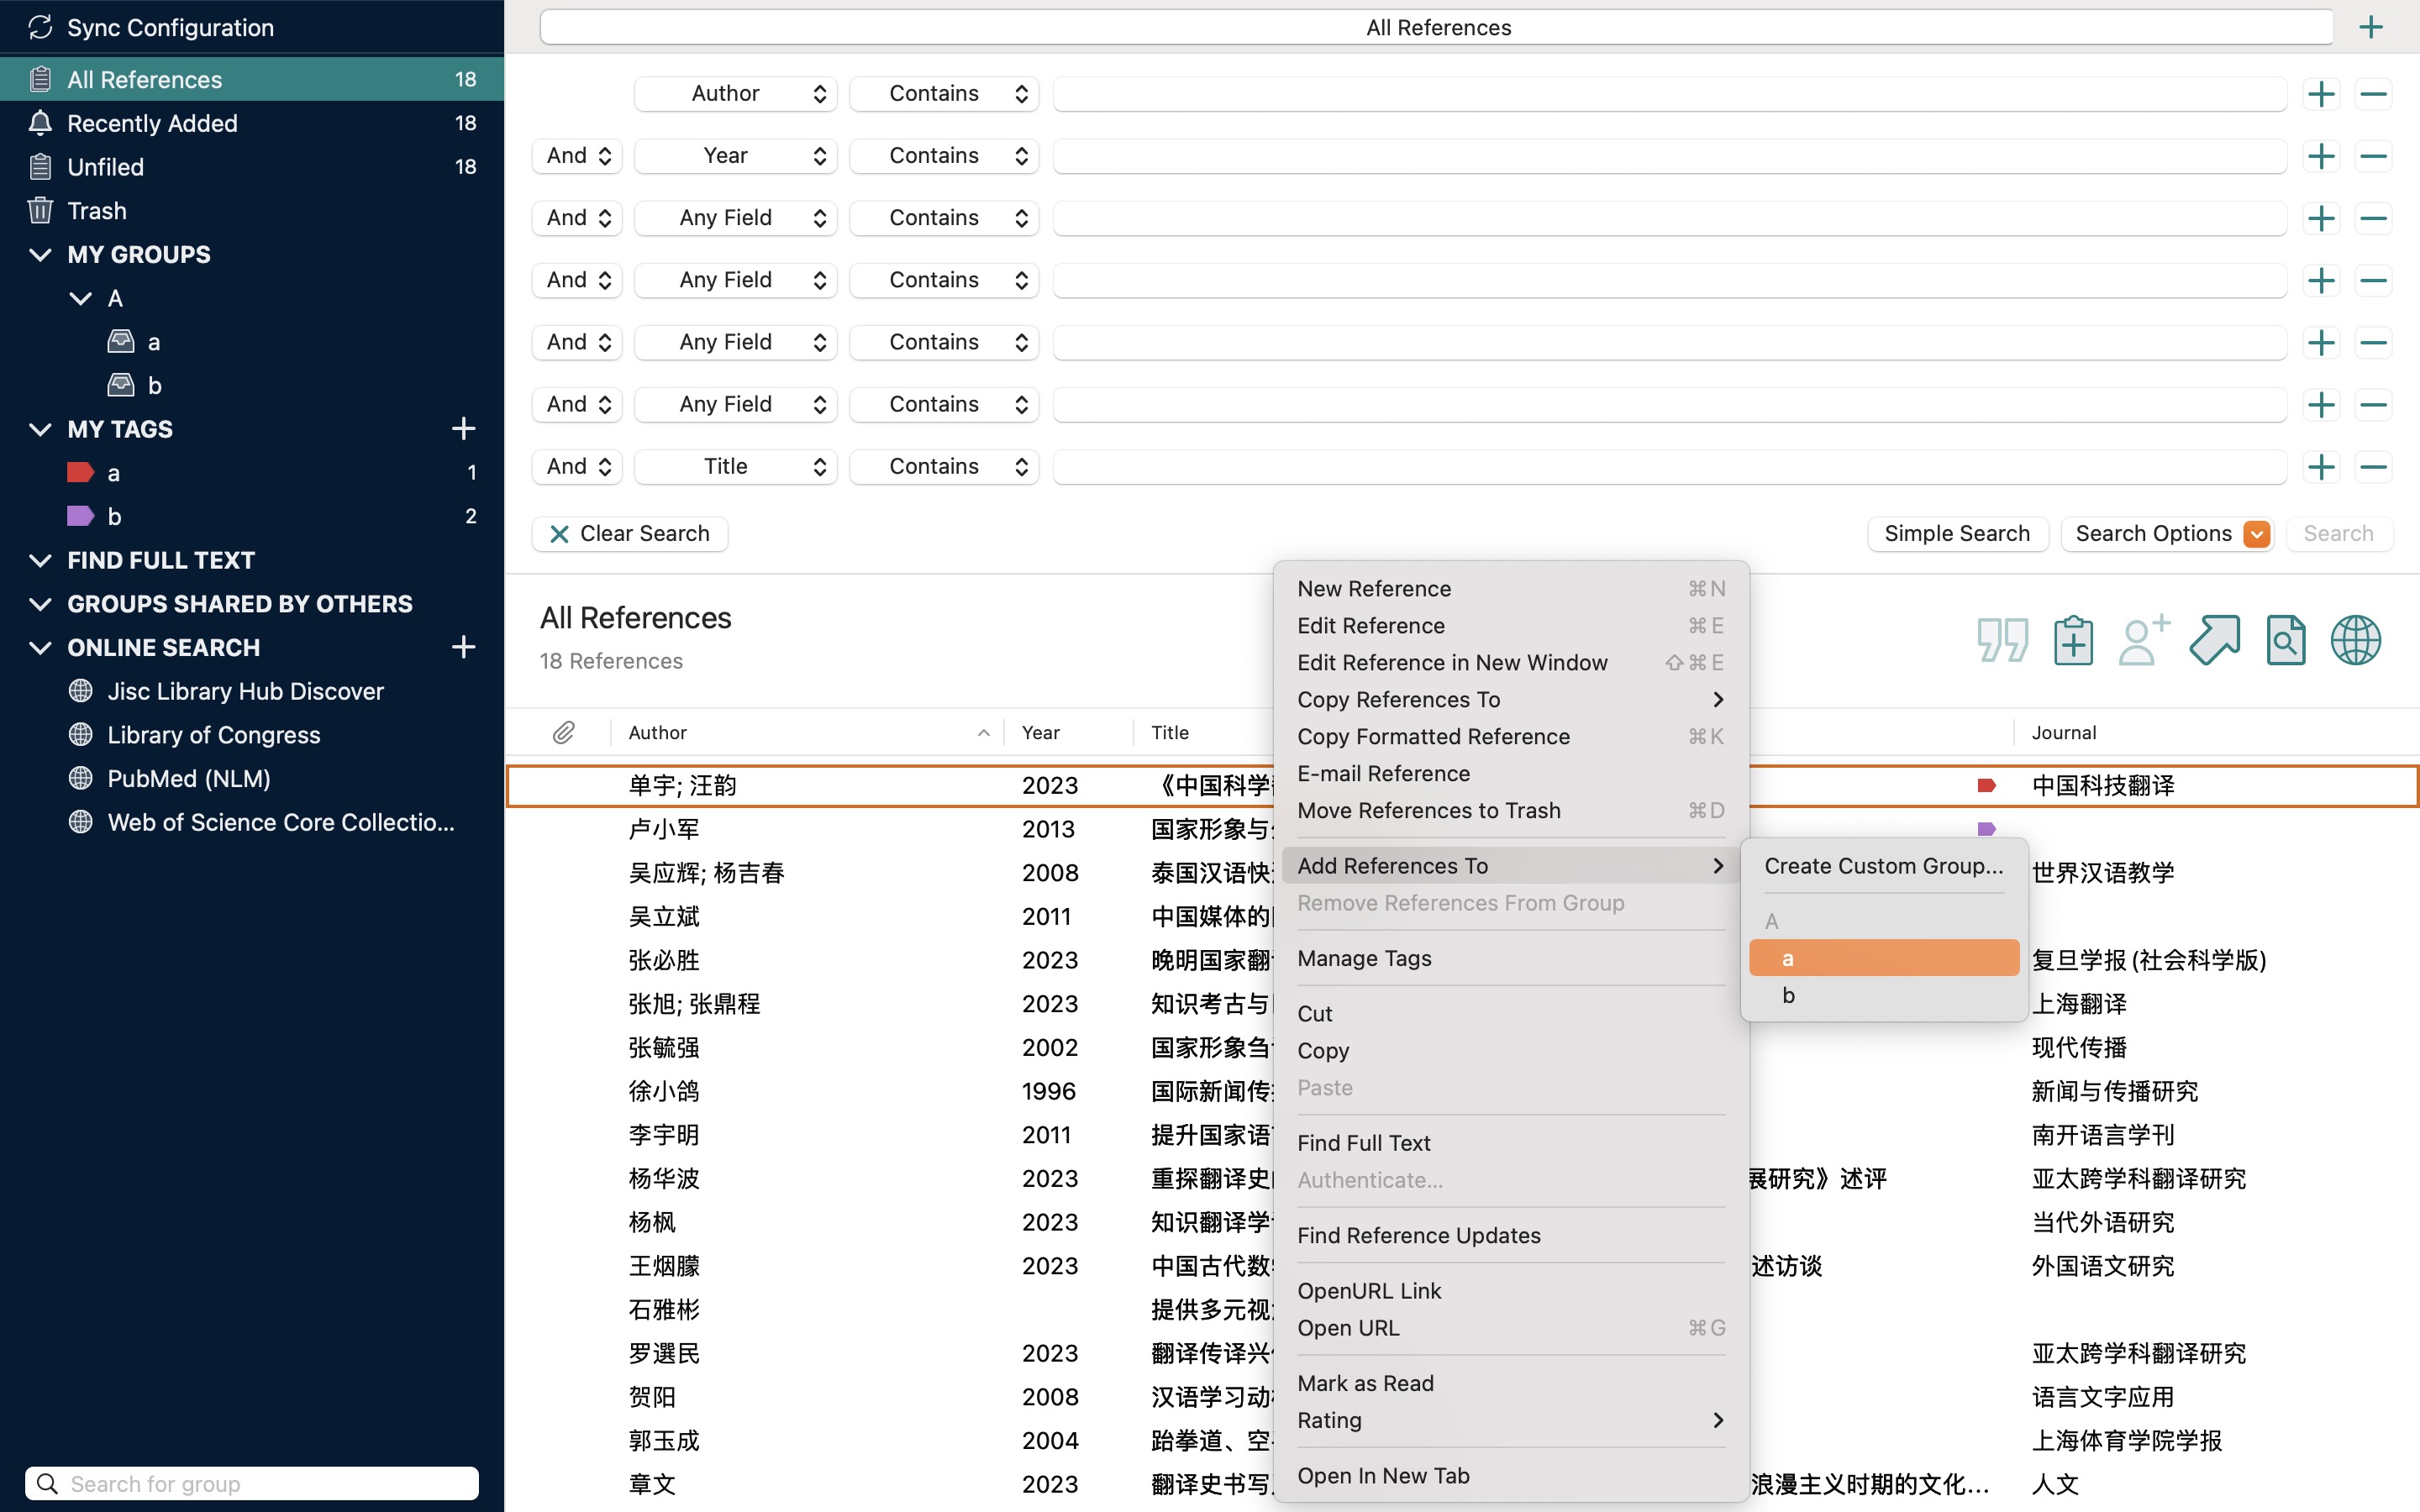 Sync Configuration
All References 18
Recently Added 18
Unfiled 18
Trash
MY GROUPS
A
a
b
MY TAGS
a 1
b 2
FIND FULL TEXT
GROUPS SHARED BY OTHERS
ONLINE SEARCH
Jisc Library Hub Discover
Library of Congress
PubMed (NLM)
Web of Science Core Collectio...
Search for group
All References
Author Contains
And Year Contains
And Any Field Contains
And Any Field Contains
And Any Field Contains
And Any Field Contains
And Title Contains
Clear Search Simple Search Search Options Search
All References
18 References
Author Year Title Journal
单宇; 汪韵 2023 《中国科学 中国科技翻译
卢小军 2013 国家形象与
吴应辉; 杨吉春 2008 泰国汉语快 世界汉语教学
吴立斌 2011 中国媒体的
张必胜 2023 晚明国家翻 复旦学报 (社会科学版)
张旭; 张鼎程 2023 知识考古与 上海翻译
张毓强 2002 国家形象刍 现代传播
徐小鸽 1996 国际新闻传 新闻与传播研究
李宇明 2011 提升国家语 南开语言学刊
杨华波 2023 重探翻译史 展研究》述评 亚太跨学科翻译研究
杨枫 2023 知识翻译学 当代外语研究
王烟朦 2023 中国古代数 述访谈 外国语文研究
石雅彬 提供多元视
罗選民 2023 翻译传译兴 亚太跨学科翻译研究
贺阳 2008 汉语学习动 语言文字应用
郭玉成 2004 跆拳道、空 上海体育学院学报
章文 2023 翻译史书写 浪漫主义时期的文化... 人文
New Reference ⌘N
Edit Reference ⌘E
Edit Reference in New Window ⇧⌘E
Copy References To
Copy Formatted Reference ⌘K
E-mail Reference
Move References to Trash ⌘D
Add References To
Remove References From Group
Manage Tags
Cut
Copy
Paste
Find Full Text
Authenticate...
Find Reference Updates
OpenURL Link
Open URL ⌘G
Mark as Read
Rating
Open In New Tab
Create Custom Group...
A
a
b